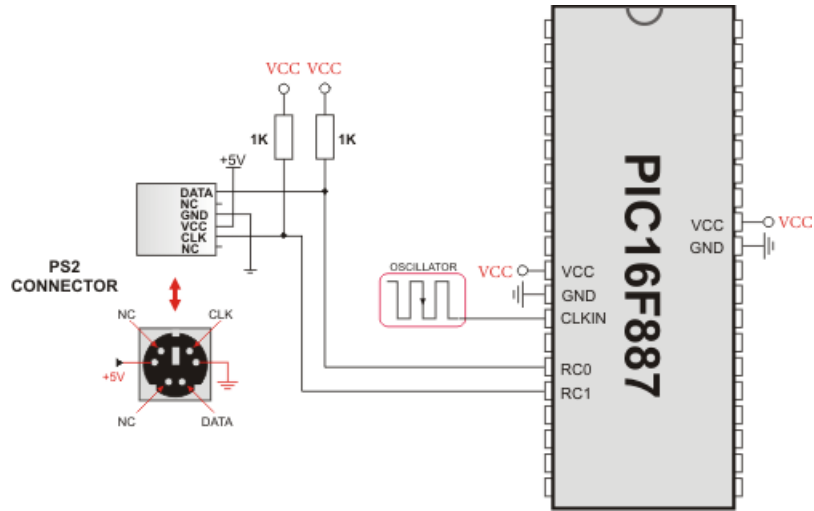 VCC VCC
1K
1K
+5V
DATA
NC
GND
VCC
CLK
NC
PS2
CONNECTOR
NC
CLK
+5V
NC
DATA
OSCILLATOR
VCC
VCC
GND
CLKIN
RC0
RC1
PIC16F887
VCC
GND
VCC